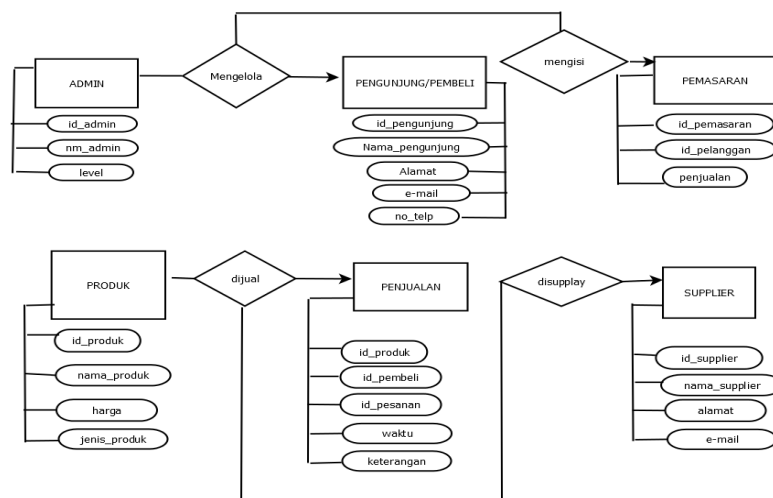 ADMIN
Mengelola
PENGUNJUNG/PEMBELI
mengisi
PEMASARAN
id_admin
nm_admin
level
id_pengunjung
Nama_pengunjung
Alamat
e-mail
no_telp
id_pemasaran
id_pelanggan
penjualan
PRODUK
dijual
PENJUALAN
disupplay
SUPPLIER
id_produk
nama_produk
harga
jenis_produk
id_produk
id_pembeli
id_pesanan
waktu
keterangan
id_supplier
nama_supplier
alamat
e-mail